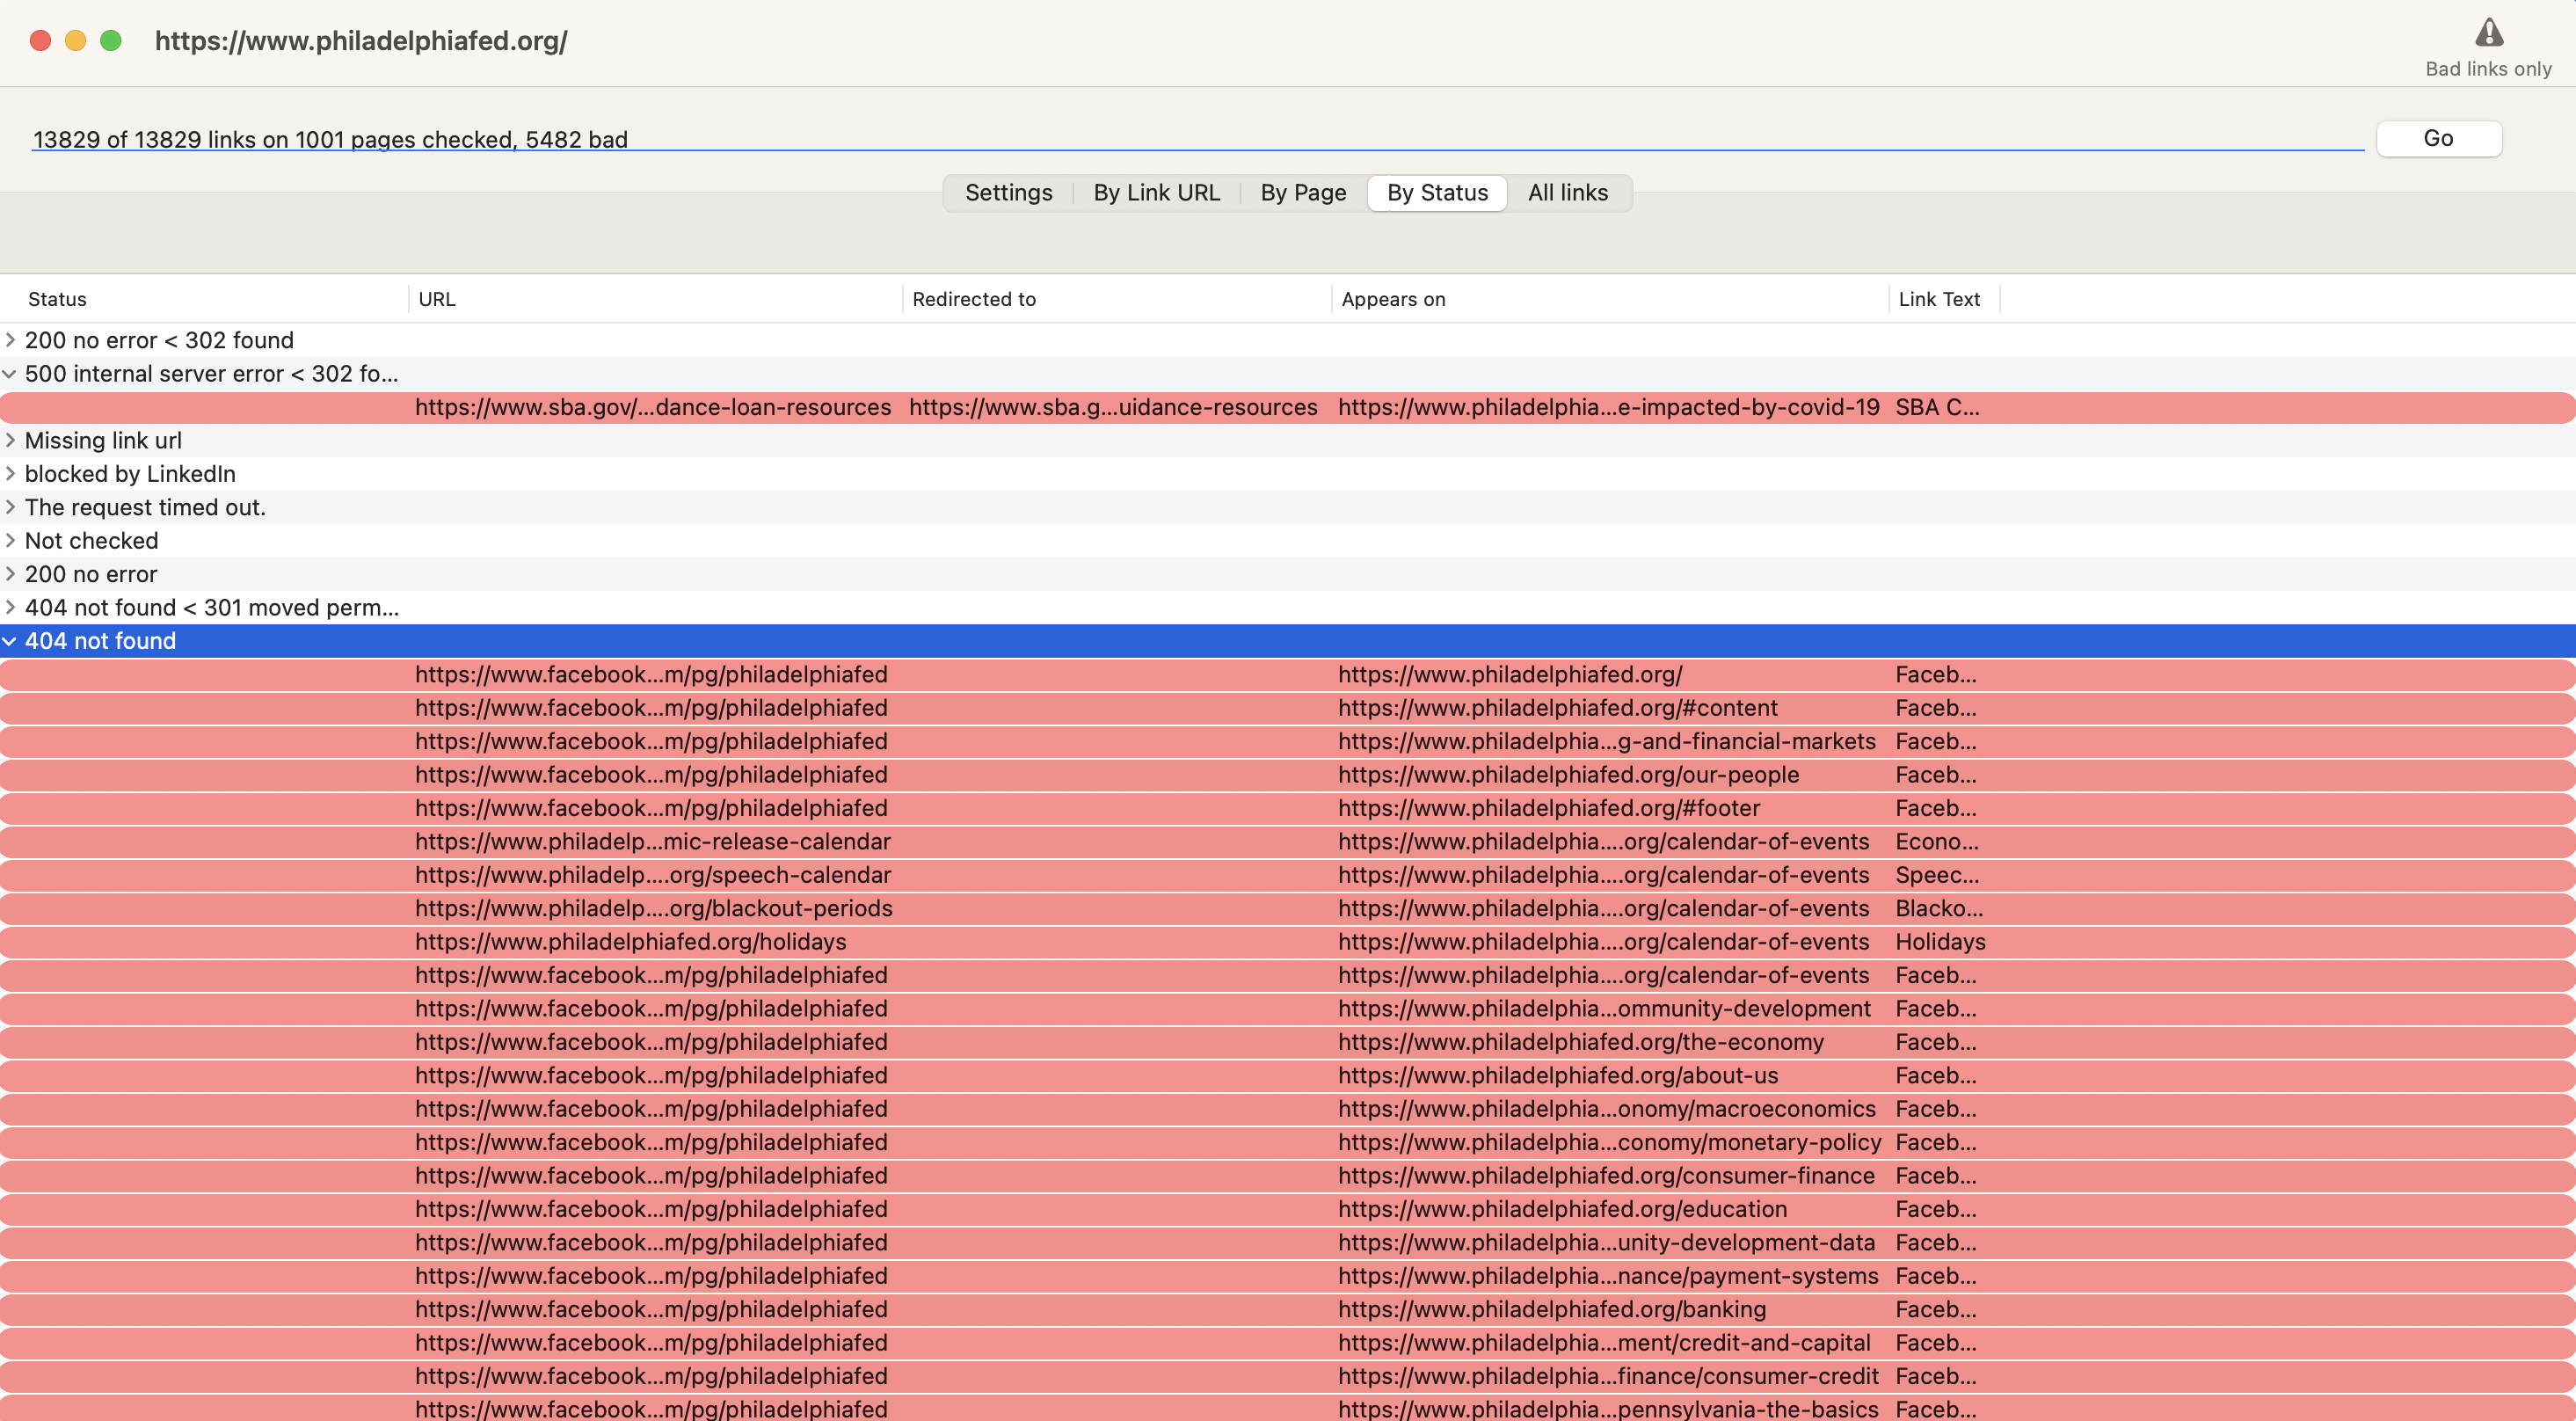 https://www.philadelphiafed.org/
Bad links only
13829 of 13829 links on 1001 pages checked, 5482 bad
Go
Settings By Link URL By Page By Status All links
Status URL Redirected to Appears on Link Text
200 no error < 302 found
500 internal server error < 302 fo...
https://www.sba.gov/...dance-loan-resources https://www.sba.g...uidance-resources https://www.philadelphia...e-impacted-by-covid-19 SBA C...
Missing link url
blocked by LinkedIn
The request timed out.
Not checked
200 no error
404 not found < 301 moved perm...
404 not found
https://www.facebook...m/pg/philadelphiafed https://www.philadelphiafed.org/ Faceb...
https://www.facebook...m/pg/philadelphiafed https://www.philadelphiafed.org/#content Faceb...
https://www.facebook...m/pg/philadelphiafed https://www.philadelphia...g-and-financial-markets Faceb...
https://www.facebook...m/pg/philadelphiafed https://www.philadelphiafed.org/our-people Faceb...
https://www.facebook...m/pg/philadelphiafed https://www.philadelphiafed.org/#footer Faceb...
https://www.philadelp...mic-release-calendar https://www.philadelphia....org/calendar-of-events Econo...
https://www.philadelp....org/speech-calendar https://www.philadelphia....org/calendar-of-events Speec...
https://www.philadelp....org/blackout-periods https://www.philadelphia....org/calendar-of-events Blacko...
https://www.philadelphiafed.org/holidays https://www.philadelphia....org/calendar-of-events Holidays
https://www.facebook...m/pg/philadelphiafed https://www.philadelphia....org/calendar-of-events Faceb...
https://www.facebook...m/pg/philadelphiafed https://www.philadelphia...ommunity-development Faceb...
https://www.facebook...m/pg/philadelphiafed https://www.philadelphiafed.org/the-economy Faceb...
https://www.facebook...m/pg/philadelphiafed https://www.philadelphiafed.org/about-us Faceb...
https://www.facebook...m/pg/philadelphiafed https://www.philadelphia...onomy/macroeconomics Faceb...
https://www.facebook...m/pg/philadelphiafed https://www.philadelphia...conomy/monetary-policy Faceb...
https://www.facebook...m/pg/philadelphiafed https://www.philadelphiafed.org/consumer-finance Faceb...
https://www.facebook...m/pg/philadelphiafed https://www.philadelphiafed.org/education Faceb...
https://www.facebook...m/pg/philadelphiafed https://www.philadelphia...unity-development-data Faceb...
https://www.facebook...m/pg/philadelphiafed https://www.philadelphia...nance/payment-systems Faceb...
https://www.facebook...m/pg/philadelphiafed https://www.philadelphiafed.org/banking Faceb...
https://www.facebook...m/pg/philadelphiafed https://www.philadelphia...ment/credit-and-capital Faceb...
https://www.facebook...m/pg/philadelphiafed https://www.philadelphia...finance/consumer-credit Faceb...
https://www.facebook...m/pg/philadelphiafed https://www.philadelphia...pennsylvania-the-basics Faceb...